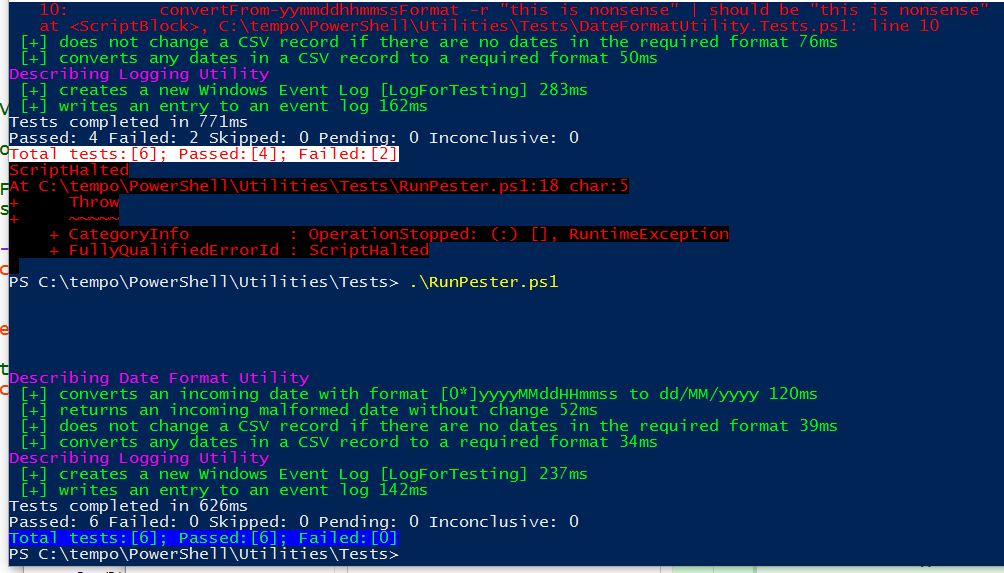 10:         convertFrom-yymmddhhmmssFormat -r "this is nonsense" | should be "this is nonsense"
at <ScriptBlock>, C:\tempo\PowerShell\Utilities\Tests\DateFormatUtility.Tests.ps1: line 10
[+] does not change a CSV record if there are no dates in the required format 76ms
[+] converts any dates in a CSV record to a required format 50ms
Describing Logging Utility
[+] creates a new Windows Event Log [LogForTesting] 283ms
[+] writes an entry to an event log 162ms
Tests completed in 771ms
Passed: 4 Failed: 2 Skipped: 0 Pending: 0 Inconclusive: 0
Total tests:[6]; Passed:[4]; Failed:[2]
ScriptHalted
At C:\tempo\PowerShell\Utilities\Tests\RunPester.ps1:18 char:5
+     Throw
+     ~~~~~
+ CategoryInfo          : OperationStopped: (:) [], RuntimeException
+ FullyQualifiedErrorId : ScriptHalted
PS C:\tempo\PowerShell\Utilities\Tests> .\RunPester.ps1
Describing Date Format Utility
[+] converts an incoming date with format [0*]yyyyMMddHHmmss to dd/MM/yyyy 120ms
[+] returns an incoming malformed date without change 52ms
[+] does not change a CSV record if there are no dates in the required format 39ms
[+] converts any dates in a CSV record to a required format 34ms
Describing Logging Utility
[+] creates a new Windows Event Log [LogForTesting] 237ms
[+] writes an entry to an event log 142ms
Tests completed in 626ms
Passed: 6 Failed: 0 Skipped: 0 Pending: 0 Inconclusive: 0
Total tests:[6]; Passed:[6]; Failed:[0]
PS C:\tempo\PowerShell\Utilities\Tests>